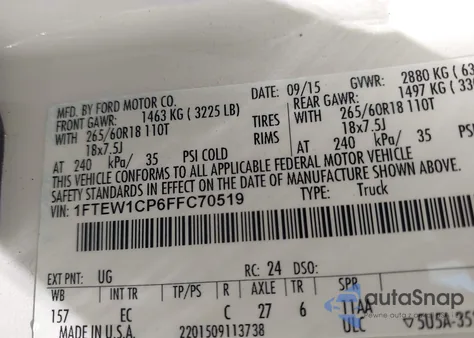 MFD. BY FORD MOTOR CO.
DATE: 09/15 GVWR: 2880 KG
FRONT GAWR: 1463 KG (3225 LB) REAR GAWR: 1497 KG
WITH 265/60R18 110T TIRES WITH 265/60R18 110T
18x7.5J RIMS 18x7.5J
AT 240 kPa/ 35 PSI COLD AT 240 kPa/ 35
THIS VEHICLE CONFORMS TO ALL APPLICABLE FEDERAL MOTOR VEHICLE
SAFETY STANDARDS IN EFFECT ON THE DATE OF MANUFACTURE SHOWN ABOVE
VIN: 1FTEW1CP6FFC70519 TYPE: Truck
EXT PNT: UG RC: 24 DSO:
WB INT TR TP/PS R AXLE TR SPR
157 EC C 27 6 11AA
MADE IN U.S.A. 2201509113738 ULC
autoSnap